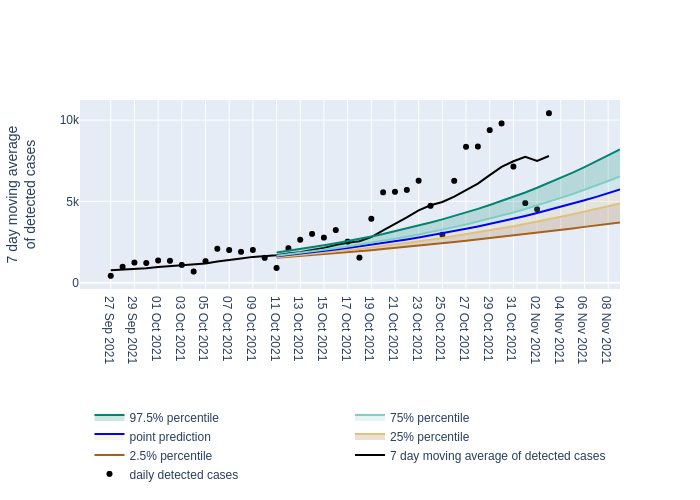 7 day moving average
of detected cases
10k
5k
0
27 Sep 2021
29 Sep 2021
01 Oct 2021
03 Oct 2021
05 Oct 2021
07 Oct 2021
09 Oct 2021
11 Oct 2021
13 Oct 2021
15 Oct 2021
17 Oct 2021
19 Oct 2021
21 Oct 2021
23 Oct 2021
25 Oct 2021
27 Oct 2021
29 Oct 2021
31 Oct 2021
02 Nov 2021
04 Nov 2021
06 Nov 2021
08 Nov 2021
97.5% percentile
75% percentile
point prediction
25% percentile
2.5% percentile
7 day moving average of detected cases
daily detected cases